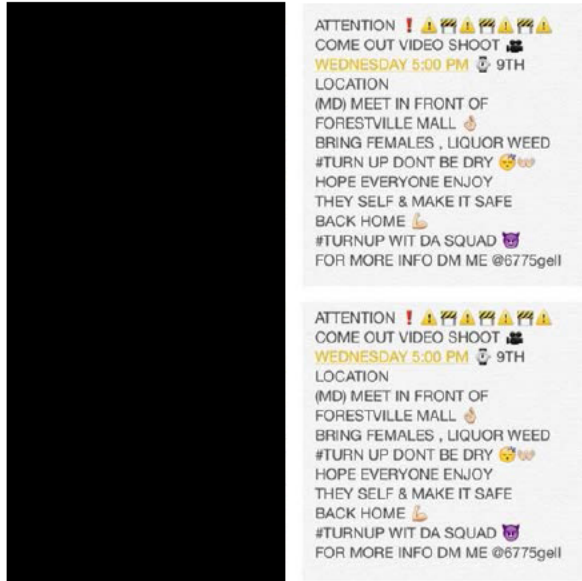 ATTENTION ❗️⚠️🚧⚠️🚧⚠️🚧⚠️
COME OUT VIDEO SHOOT 🎥
WEDNESDAY 5:00 PM ⌚️ 9TH
LOCATION
(MD) MEET IN FRONT OF
FORESTVILLE MALL 👌🏻
BRING FEMALES , LIQUOR WEED
#TURN UP DONT BE DRY 😴👐🏻
HOPE EVERYONE ENJOY
THEY SELF & MAKE IT SAFE
BACK HOME 💪🏻
#TURNUP WIT DA SQUAD 😈
FOR MORE INFO DM ME @6775gell
ATTENTION ❗️⚠️🚧⚠️🚧⚠️🚧⚠️
COME OUT VIDEO SHOOT 🎥
WEDNESDAY 5:00 PM ⌚️ 9TH
LOCATION
(MD) MEET IN FRONT OF
FORESTVILLE MALL 👌🏻
BRING FEMALES , LIQUOR WEED
#TURN UP DONT BE DRY 😴👐🏻
HOPE EVERYONE ENJOY
THEY SELF & MAKE IT SAFE
BACK HOME 💪🏻
#TURNUP WIT DA SQUAD 😈
FOR MORE INFO DM ME @6775gell